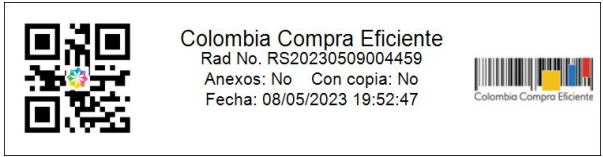 Colombia Compra Eficiente
Rad No. RS20230509004459
Anexos: No    Con copia: No
Fecha: 08/05/2023 19:52:47
Colombia Compra Eficiente